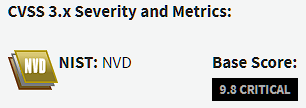 CVSS 3.x Severity and Metrics:
NVD
NIST: NVD
Base Score:
9.8 CRITICAL